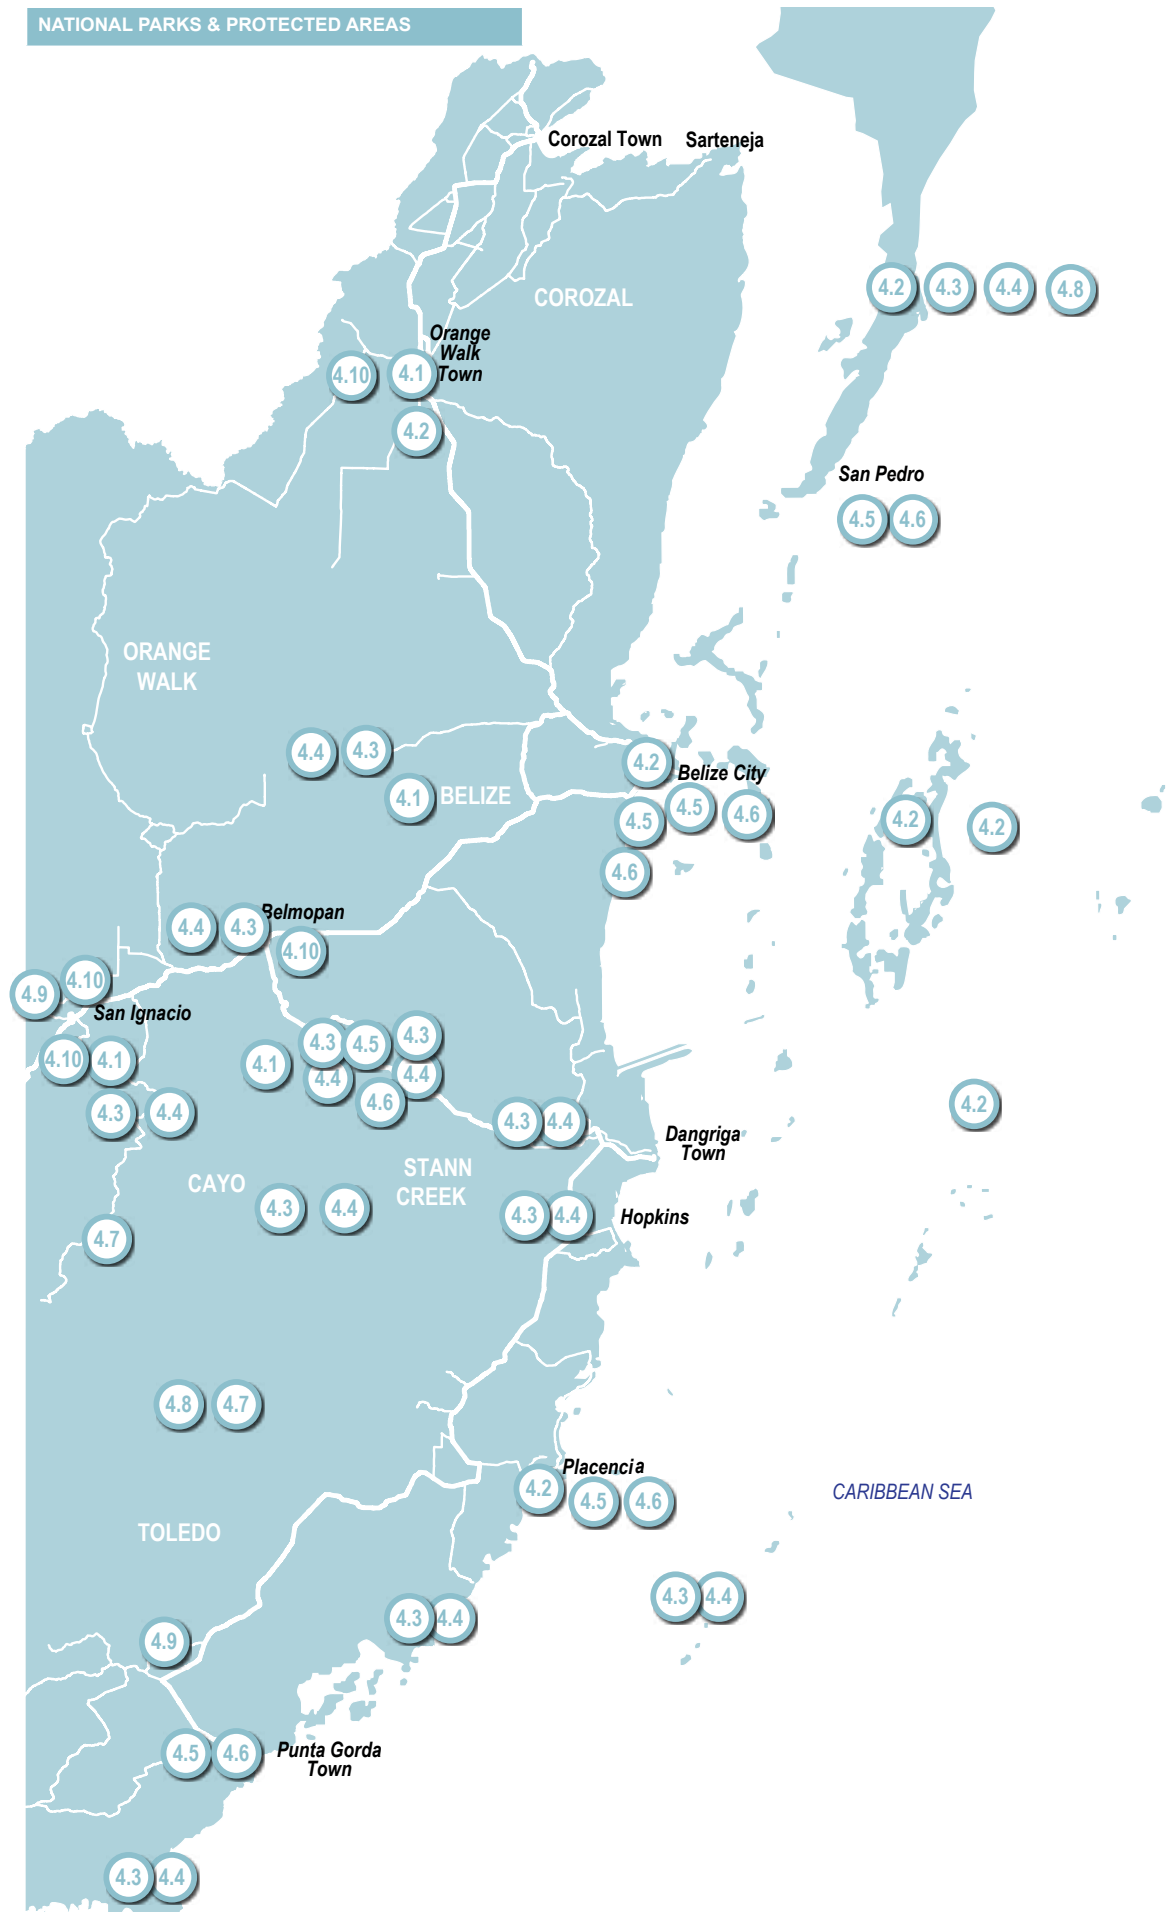 NATIONAL PARKS & PROTECTED AREAS
Corozal Town
Sarteneja
4.2
4.3
4.4
4.8
COROZAL
Orange
Walk
Town
4.10
4.1
4.2
San Pedro
4.5
4.6
ORANGE
WALK
4.4
4.3
4.1
BELIZE
4.2
Belize City
4.5
4.5
4.6
4.6
4.2
4.2
Belmopan
4.4
4.3
4.10
4.9
4.10
San Ignacio
4.10
4.1
4.3
4.4
4.1
4.3
4.5
4.3
4.4
4.6
4.4
4.2
4.3
4.4
Dangriga
Town
CAYO
STANN
CREEK
4.3
4.4
4.3
4.4
Hopkins
4.7
4.8
4.7
Placencia
4.2
4.5
4.6
CARIBBEAN SEA
TOLEDO
4.3
4.4
4.3
4.4
4.9
4.5
4.6
Punta Gorda
Town
4.3
4.4